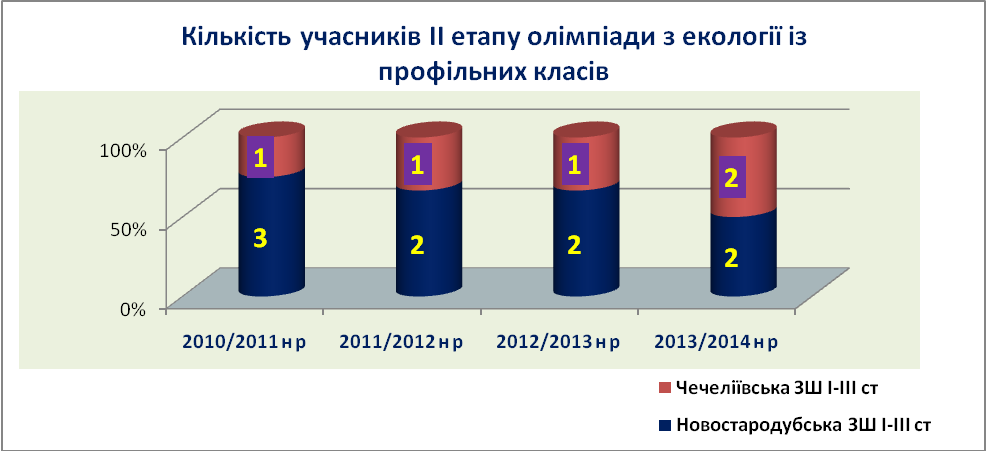 Кількість учасників ІІ етапу олімпіади з екології із
профільних класів
100%
50%
0%
1
1
1
2
3
2
2
2
2010/2011 н р
2011/2012 н р
2012/2013 н р
2013/2014 н р
Чечеліївська ЗШ І-ІІІ ст
Новостародубська ЗШ І-ІІІ ст